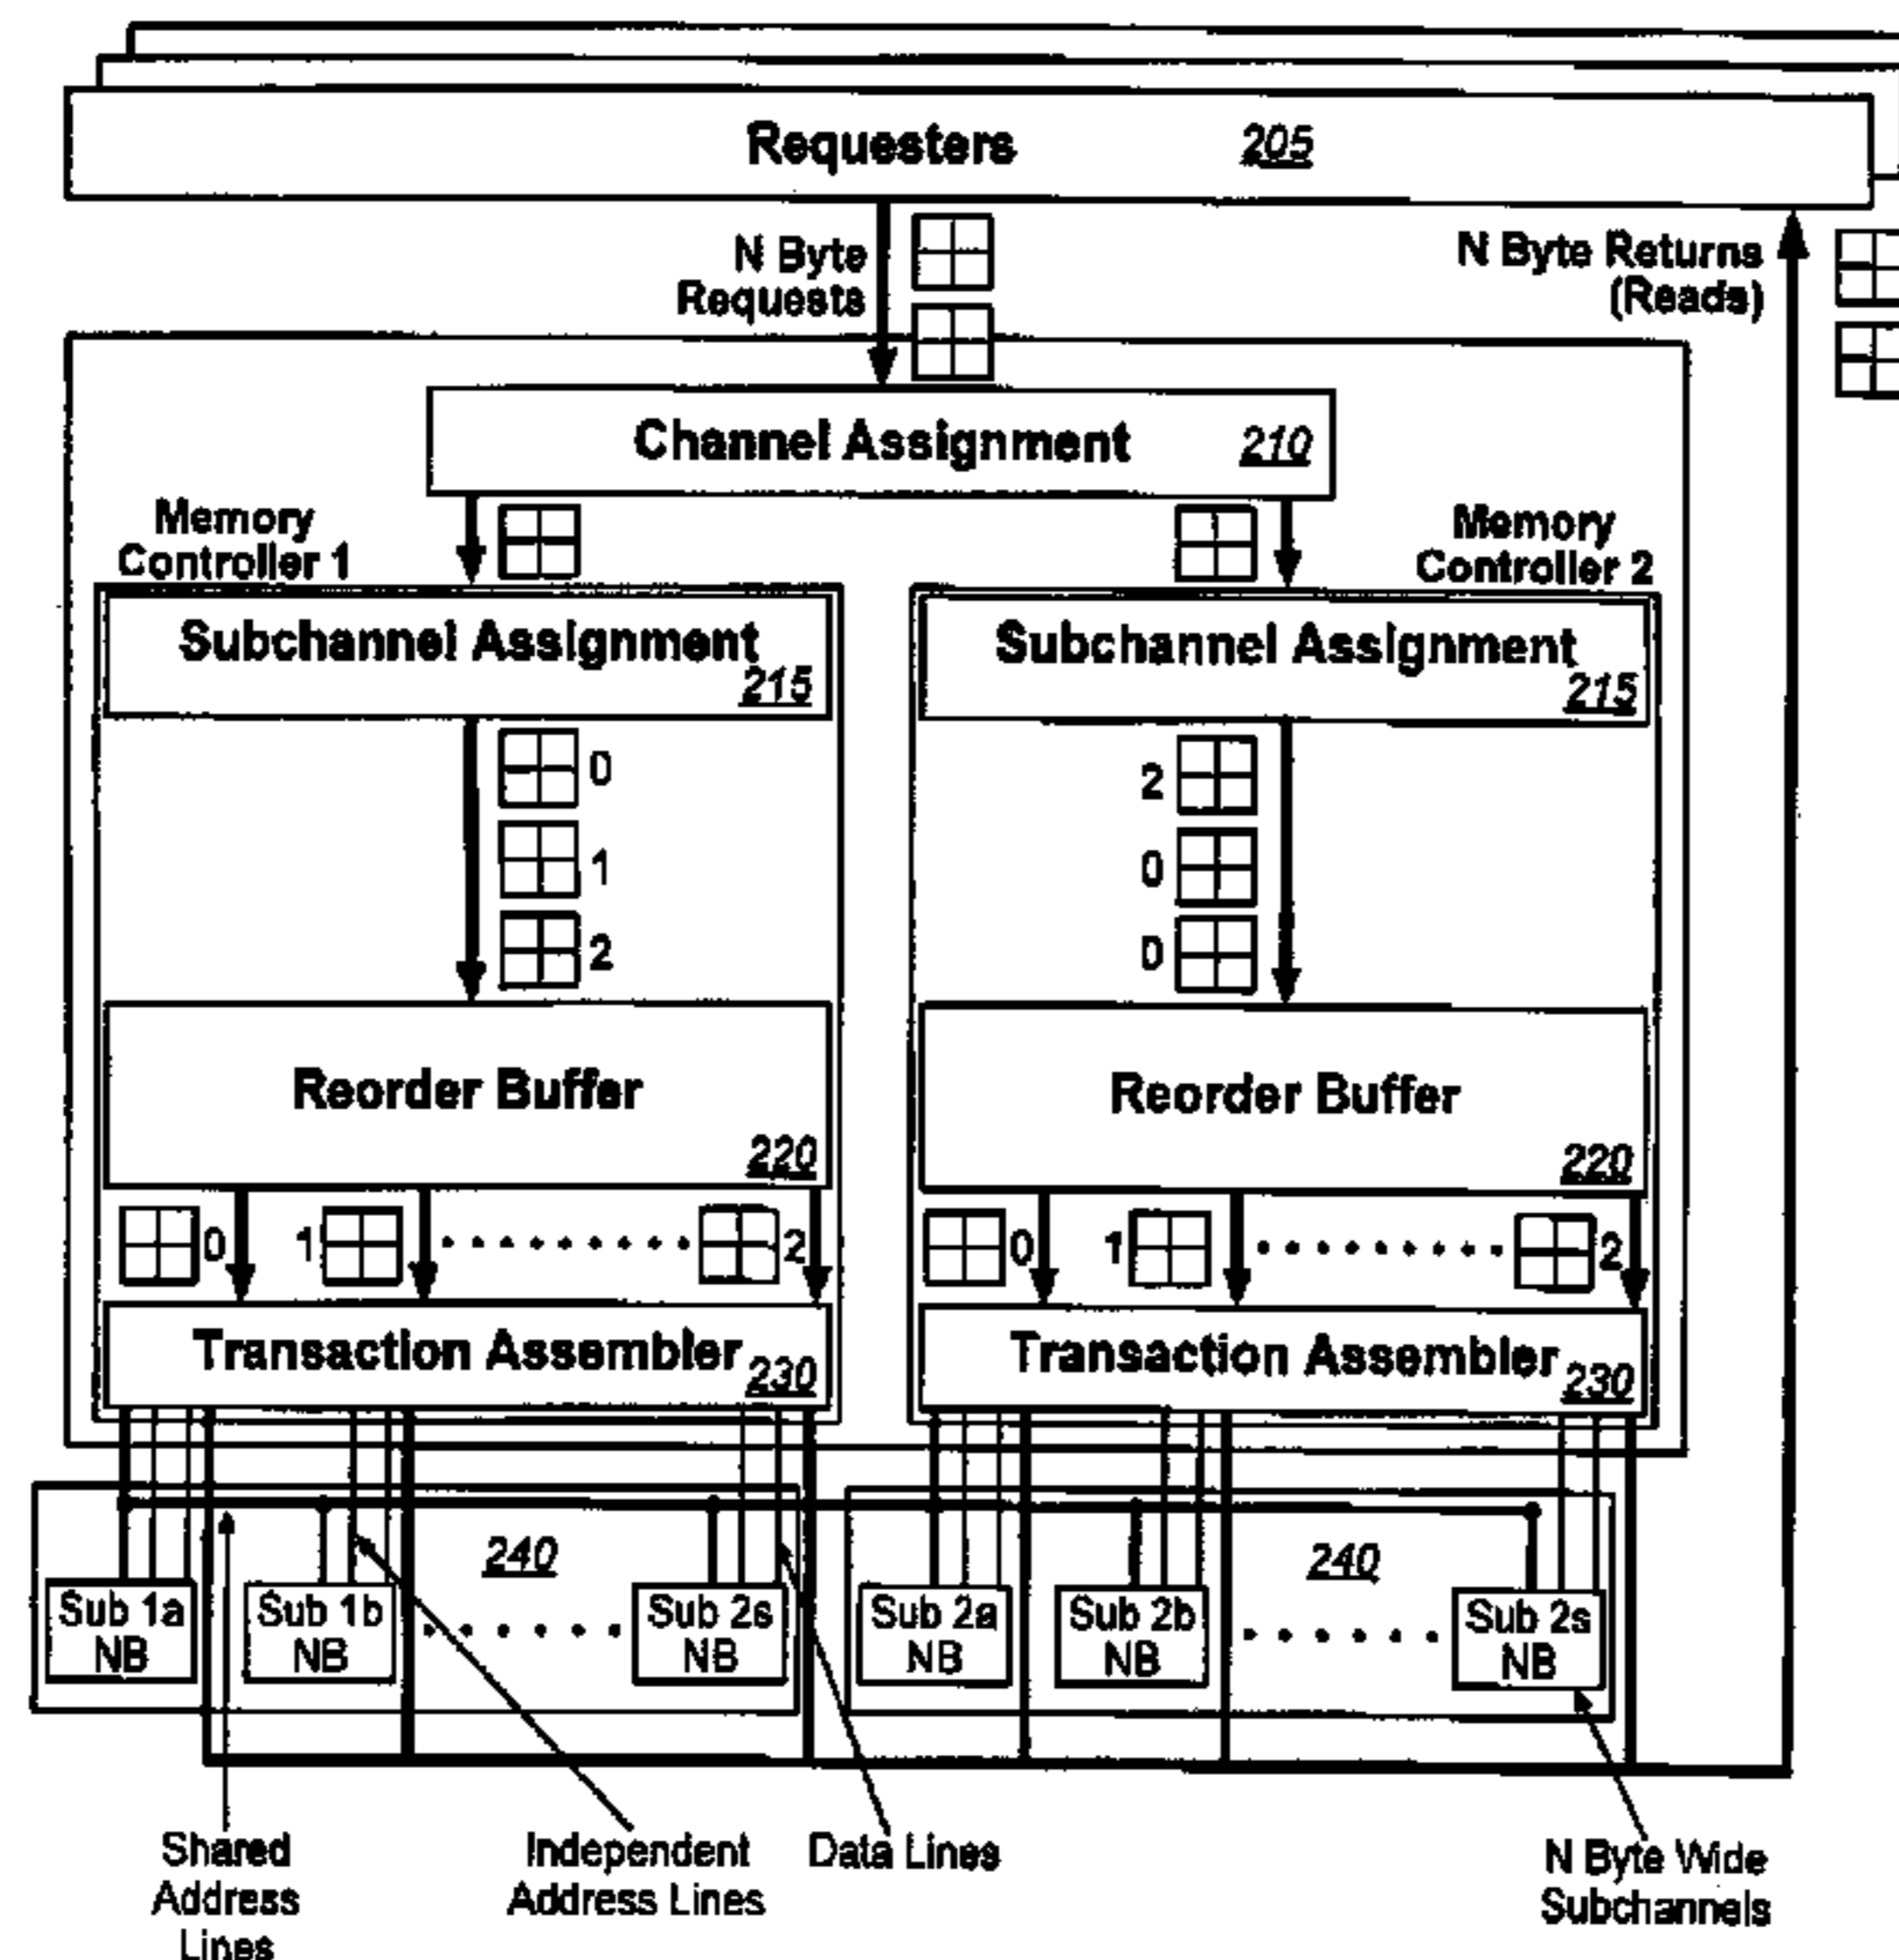 Requesters 205
N Byte
Requests
N Byte Returns
(Reads)
Channel Assignment 210
Memory
Controller 1
Memory
Controller 2
Subchannel Assignment
215
Subchannel Assignment
215
0
1
2
2
0
0
Reorder Buffer
220
Reorder Buffer
220
0 1 2
0 1 2
Transaction Assembler 230
Transaction Assembler 230
240
240
Sub 1a
NB
Sub 1b
NB
Sub 2s
NB
Sub 2a
NB
Sub 2b
NB
Sub 2s
NB
Shared
Address
Lines
Independent
Address Lines
Data Lines
N Byte Wide
Subchannels